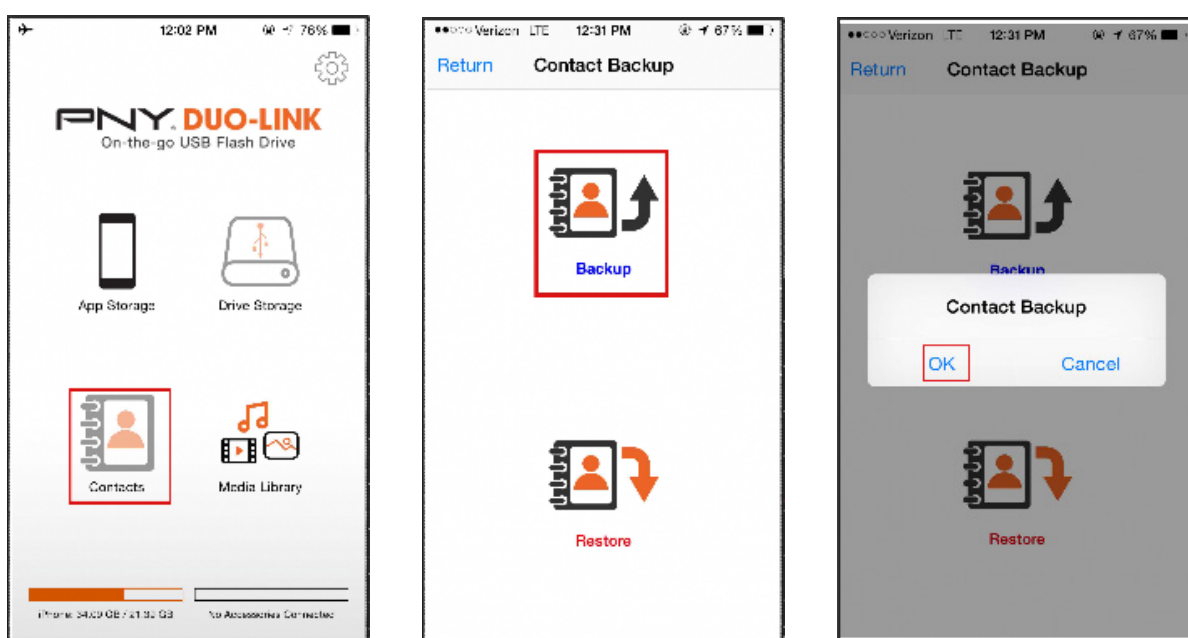 12:02 PM 76%
PNY. DUO-LINK
On-the-go USB Flash Drive
App Storage Drive Storage
Contacts Media Library
No Accessories Connected
Verizon LTE 12:31 PM 67%
Return Contact Backup
Backup
Restore
Verizon LTE 12:31 PM 67%
Return Contact Backup
Backup
Contact Backup
OK Cancel
Restore